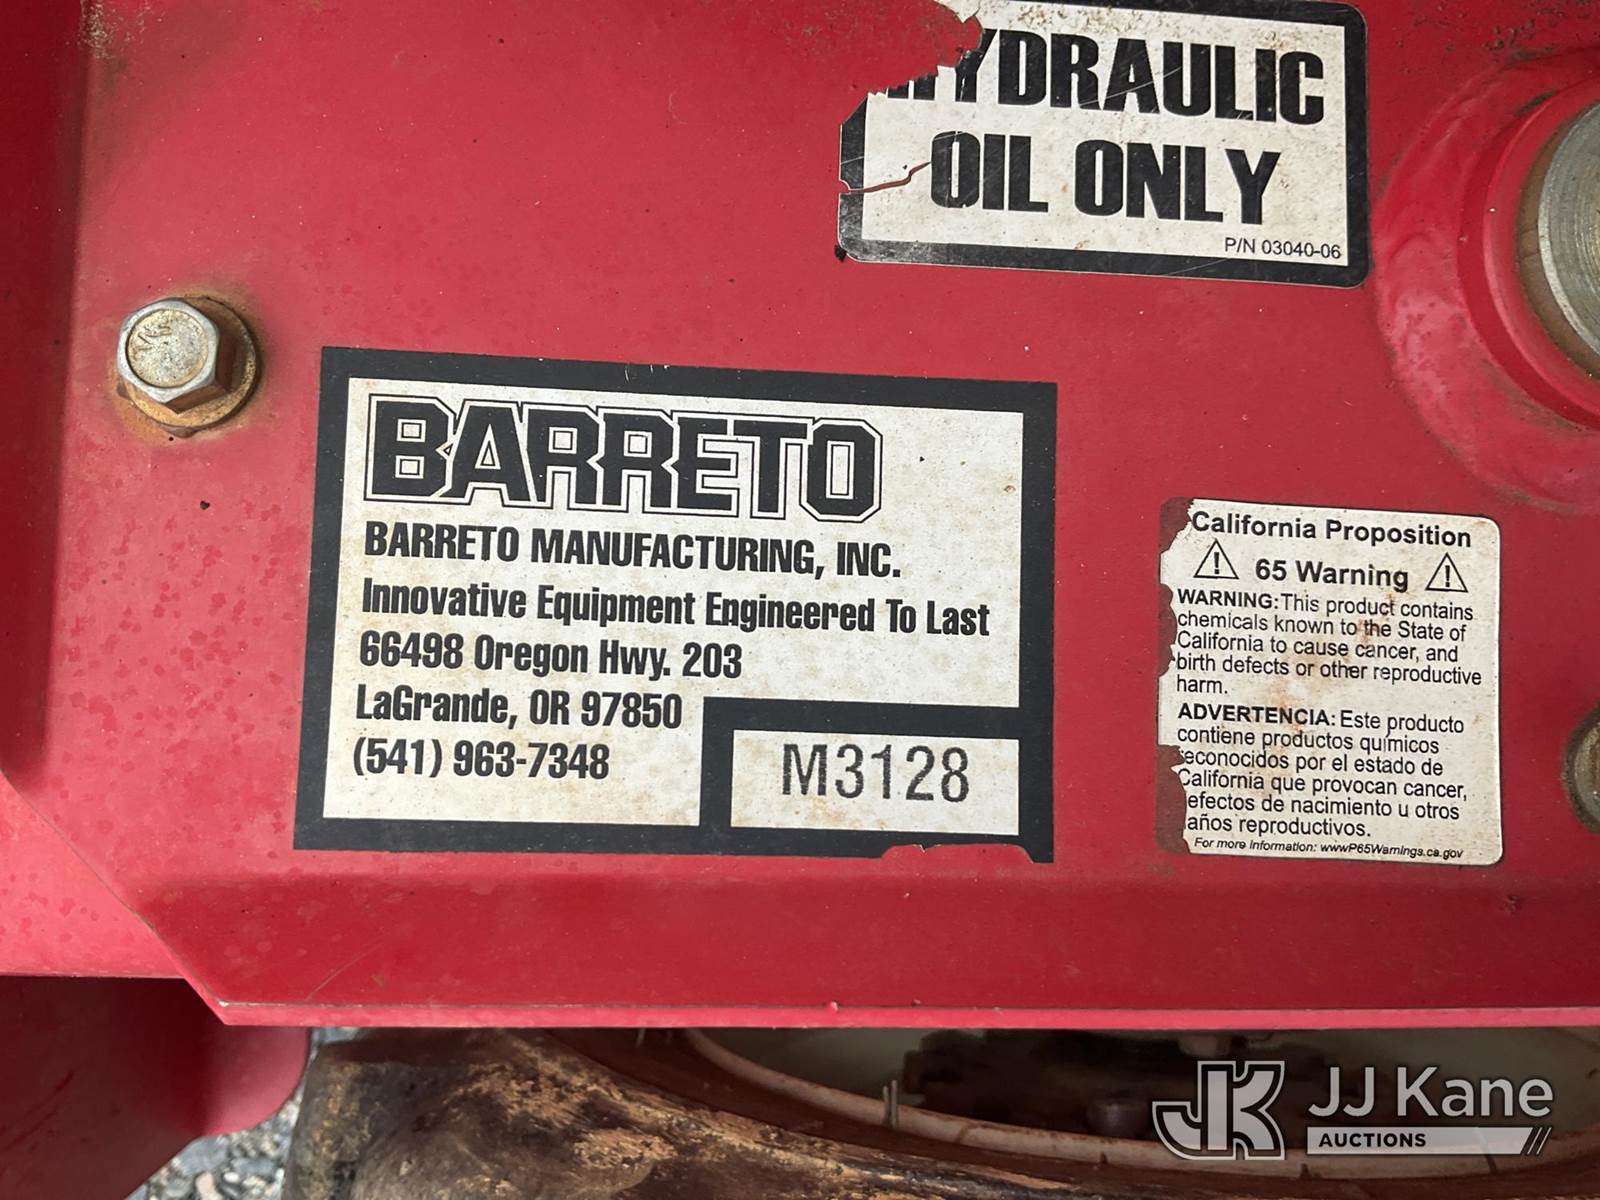 HYDRAULIC
OIL ONLY
P/N 03040-06
BARRETO
BARRETO MANUFACTURING, INC.
Innovative Equipment Engineered To Last
66498 Oregon Hwy. 203
LaGrande, OR 97850
(541) 963-7348
M3128
California Proposition
65 Warning
WARNING: This product contains
chemicals known to the State of
California to cause cancer, and
birth defects or other reproductive
harm.
ADVERTENCIA: Este producto
contiene productos químicos
econocidos por el estado de
California que provocan cancer,
efectos de nacimiento u otros
años reproductivos.
For more information: wwwP65Warnings.ca.gov
JK JJ Kane
AUCTIONS